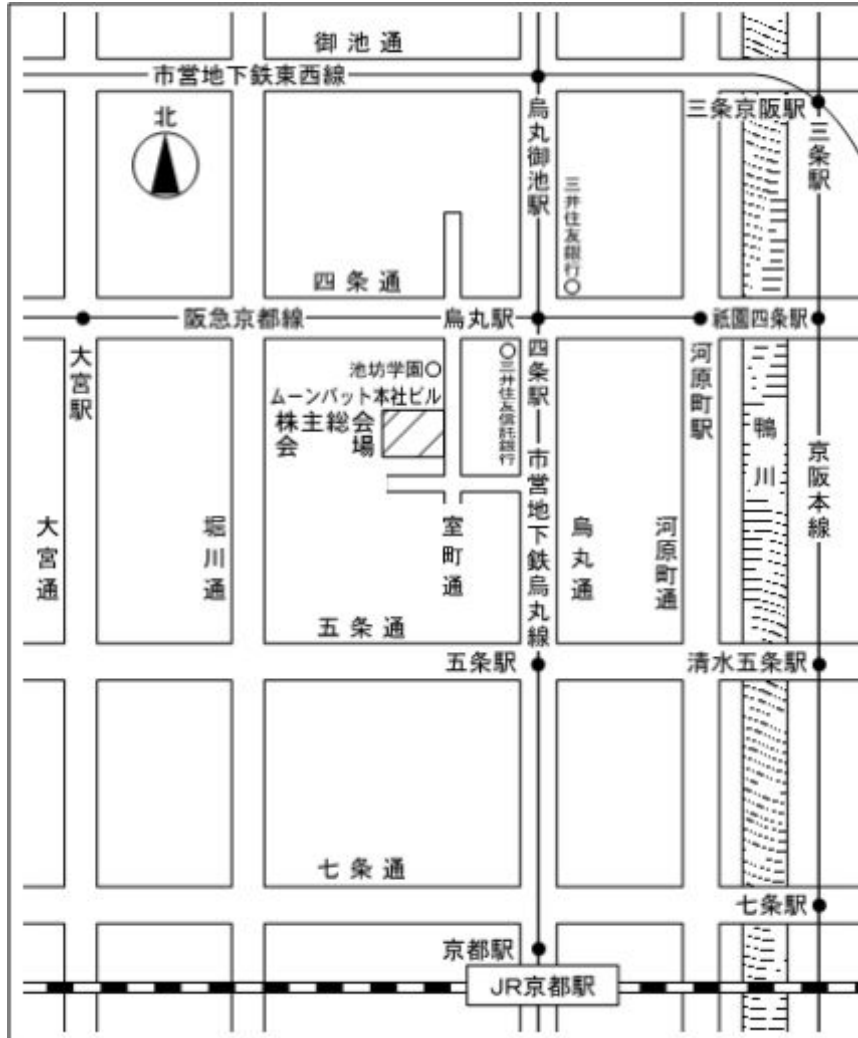 御池通
市営地下鉄東西線
北
烏丸御池駅
三条京阪駅
三条駅
三井住友銀行
四条通
阪急京都線
烏丸駅
祇園四条駅
大宮駅
四条駅
河原町駅
池坊学園
三井住友信託銀行
ムーンバット本社ビル
株主総会
会場
鴨川
京阪本線
市営地下鉄烏丸線
大宮通
堀川通
室町通
烏丸通
河原町通
五条通
五条駅
清水五条駅
七条通
七条駅
京都駅
JR京都駅